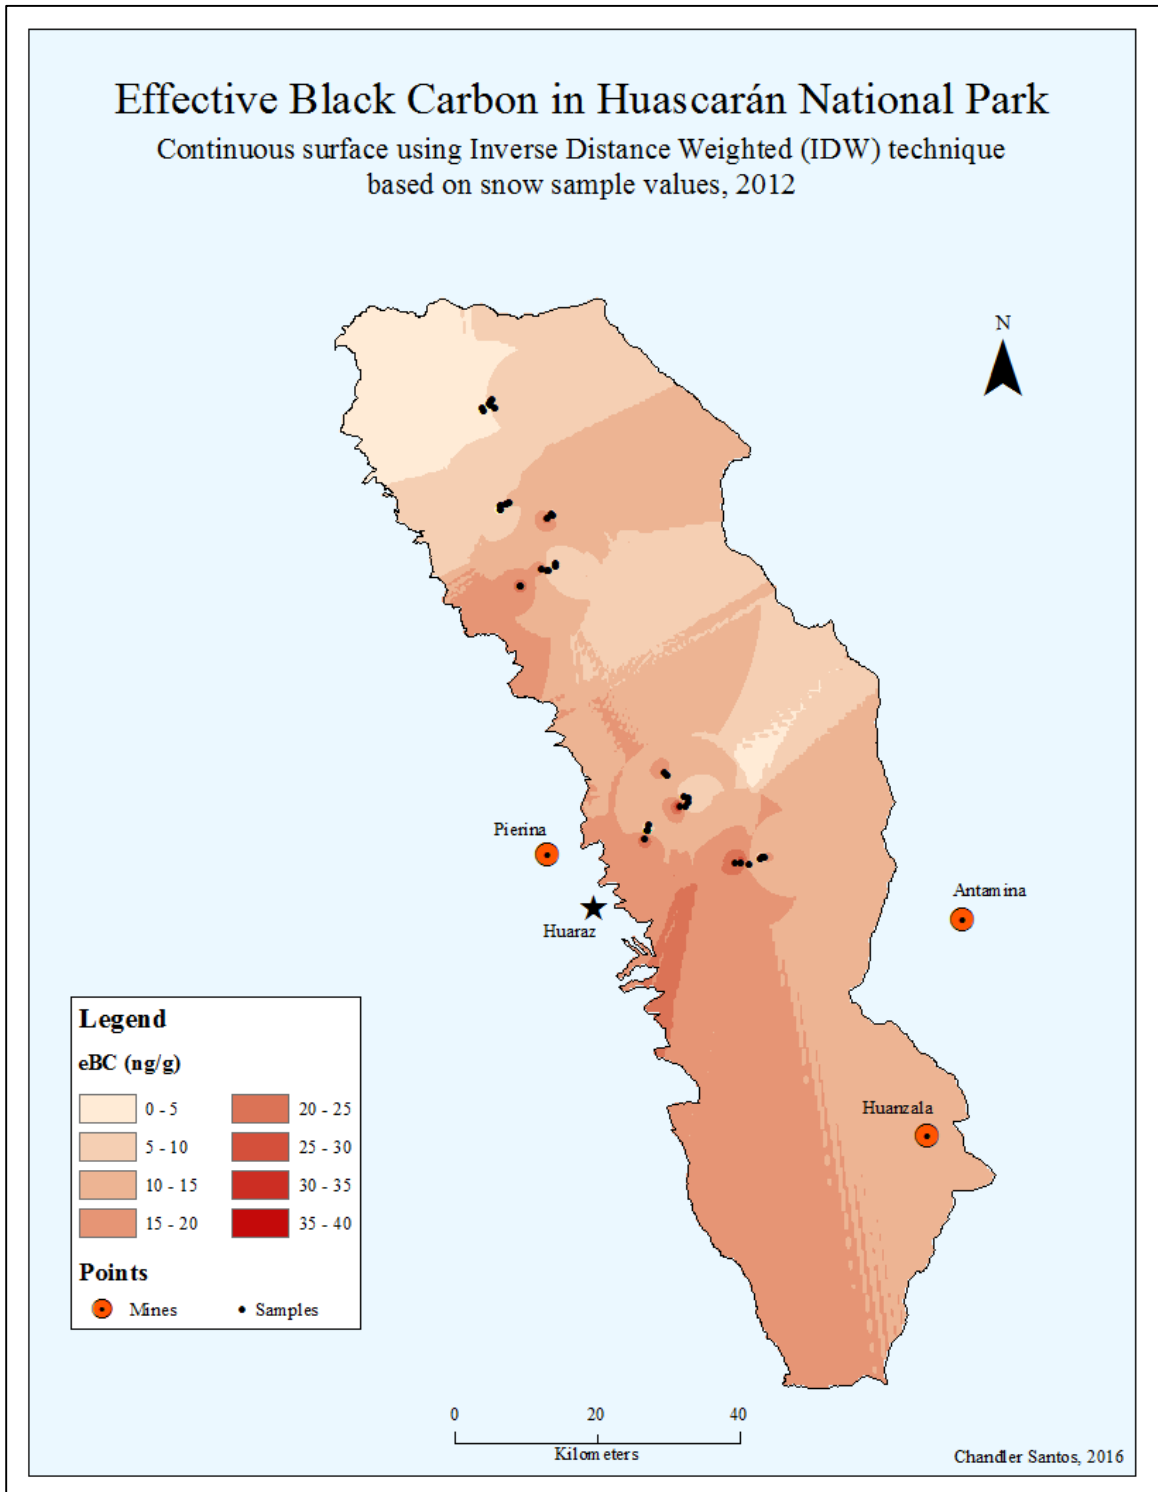 Effective Black Carbon in Huascarán National Park
Continuous surface using Inverse Distance Weighted (IDW) technique
based on snow sample values, 2012
N
Pierina
Huaraz
Antamina
Huanzala
Legend
eBC (ng/g)
0 - 5
20 - 25
5 - 10
25 - 30
10 - 15
30 - 35
15 - 20
35 - 40
Points
Mines
Samples
0 20 40
Kilometers
Chandler Santos, 2016